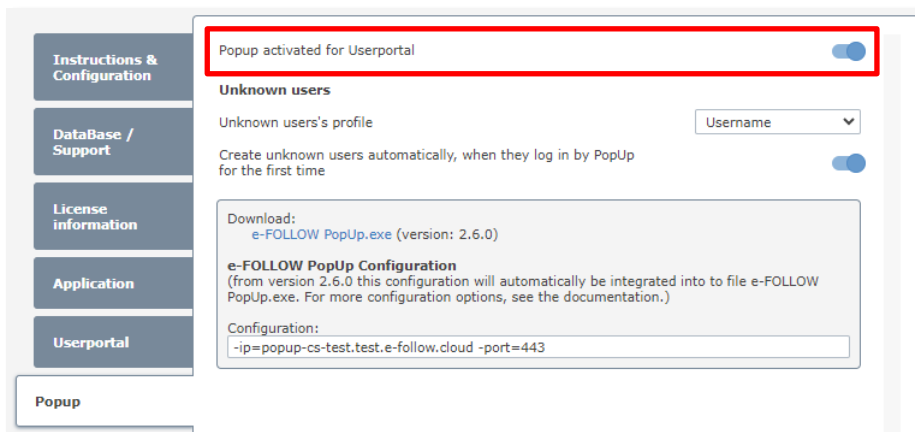 Instructions &
Configuration
DataBase /
Support
License
information
Application
Userportal
Popup
Popup activated for Userportal
Unknown users
Unknown users's profile
Username
Create unknown users automatically, when they log in by PopUp
for the first time
Download:
e-FOLLOW PopUp.exe (version: 2.6.0)
e-FOLLOW PopUp Configuration
(from version 2.6.0 this configuration will automatically be integrated into to file e-FOLLOW
PopUp.exe. For more configuration options, see the documentation.)
Configuration:
-ip=popup-cs-test.test.e-follow.cloud -port=443